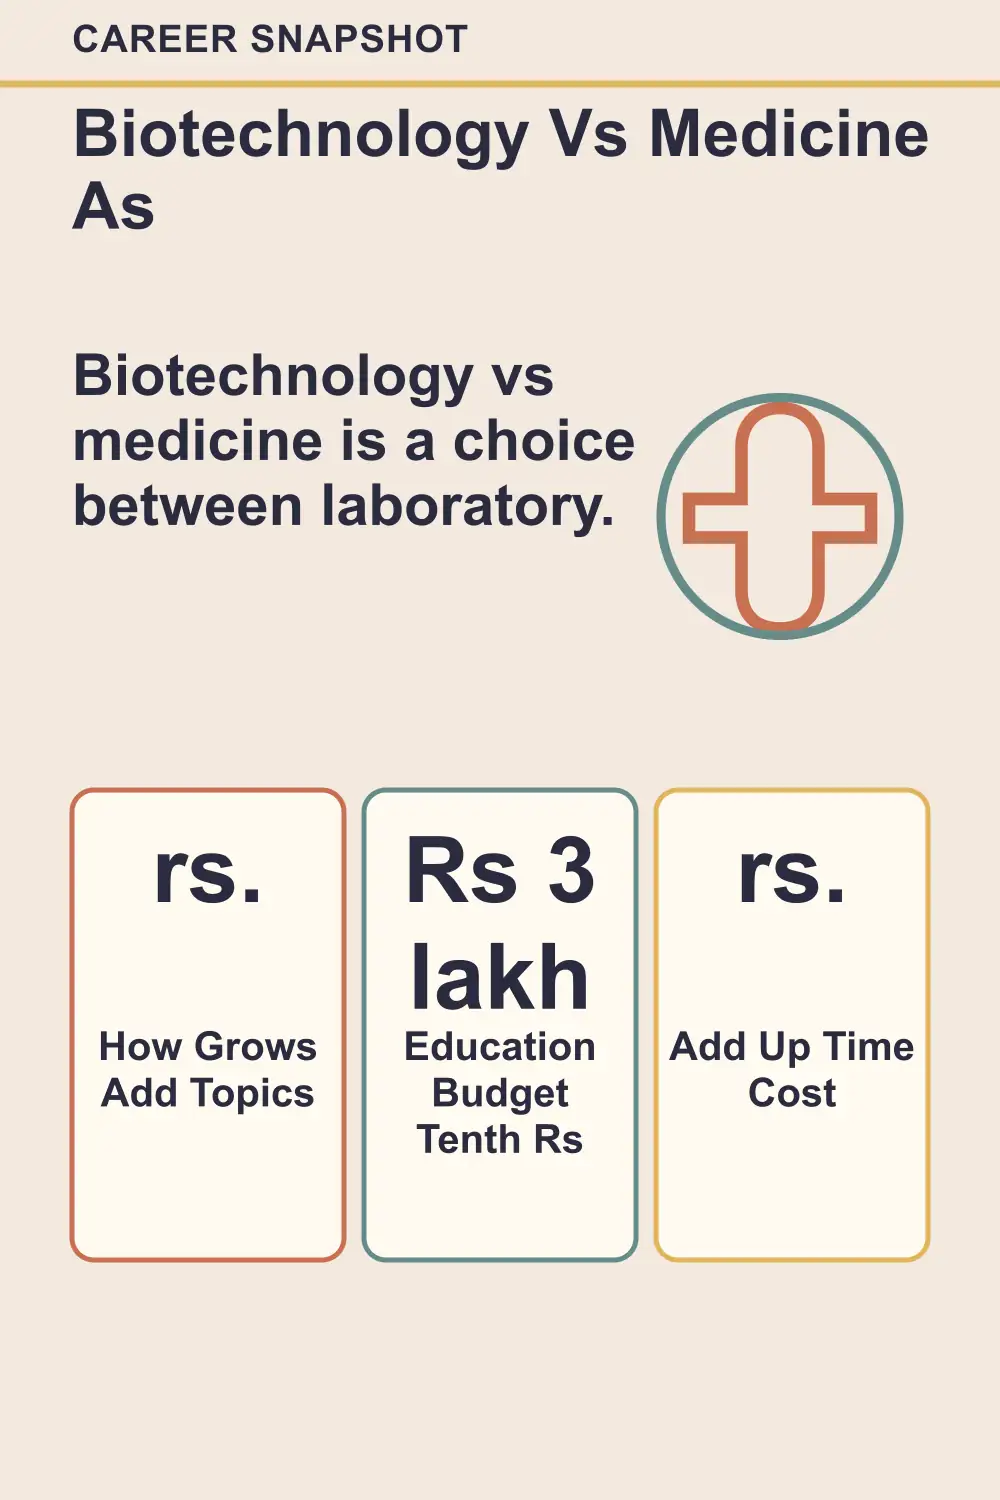 CAREER SNAPSHOT
Biotechnology Vs Medicine
As
Biotechnology vs
medicine is a choice
between laboratory.
rs.
How Grows
Add Topics
Rs 3
lakh
Education
Budget
Tenth Rs
rs.
Add Up Time
Cost